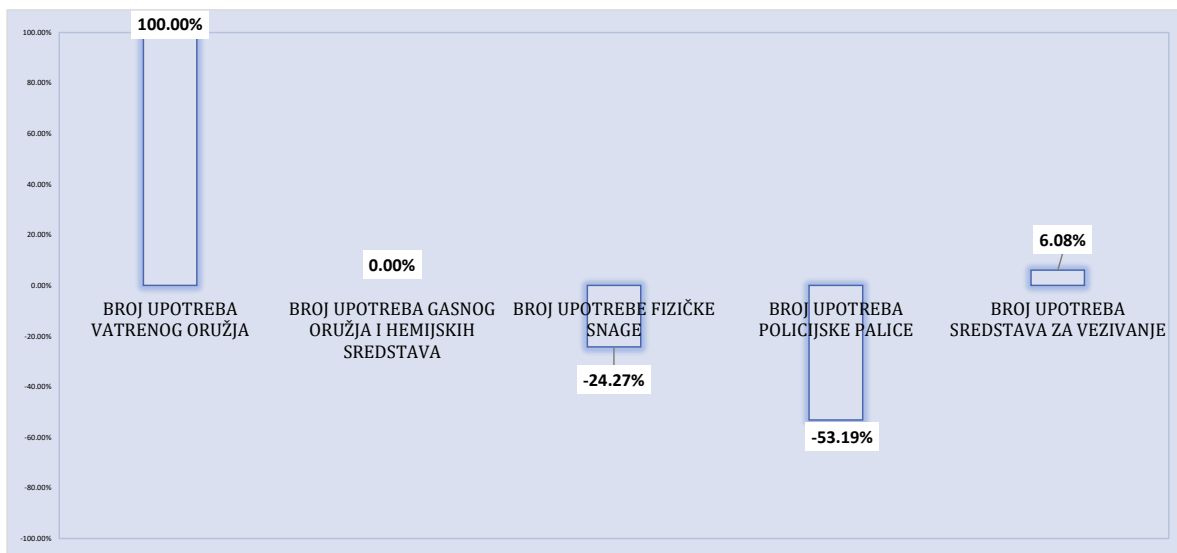 100.00%
100.00%
80.00%
60.00%
40.00%
20.00%
0.00%
-20.00%
-40.00%
-60.00%
-80.00%
-100.00%
0.00%
-24.27%
-53.19%
6.08%
BROJ UPOTREBA
VATRENOG ORUŽJA
BROJ UPOTREBA GASNOG
ORUŽJA I HEMIJSKIH
SREDSTAVA
BROJ UPOTREBE FIZIČKE
SNAGE
BROJ UPOTREBA
POLICIJSKE PALICE
BROJ UPOTREBA
SREDSTAVA ZA VEZIVANJE